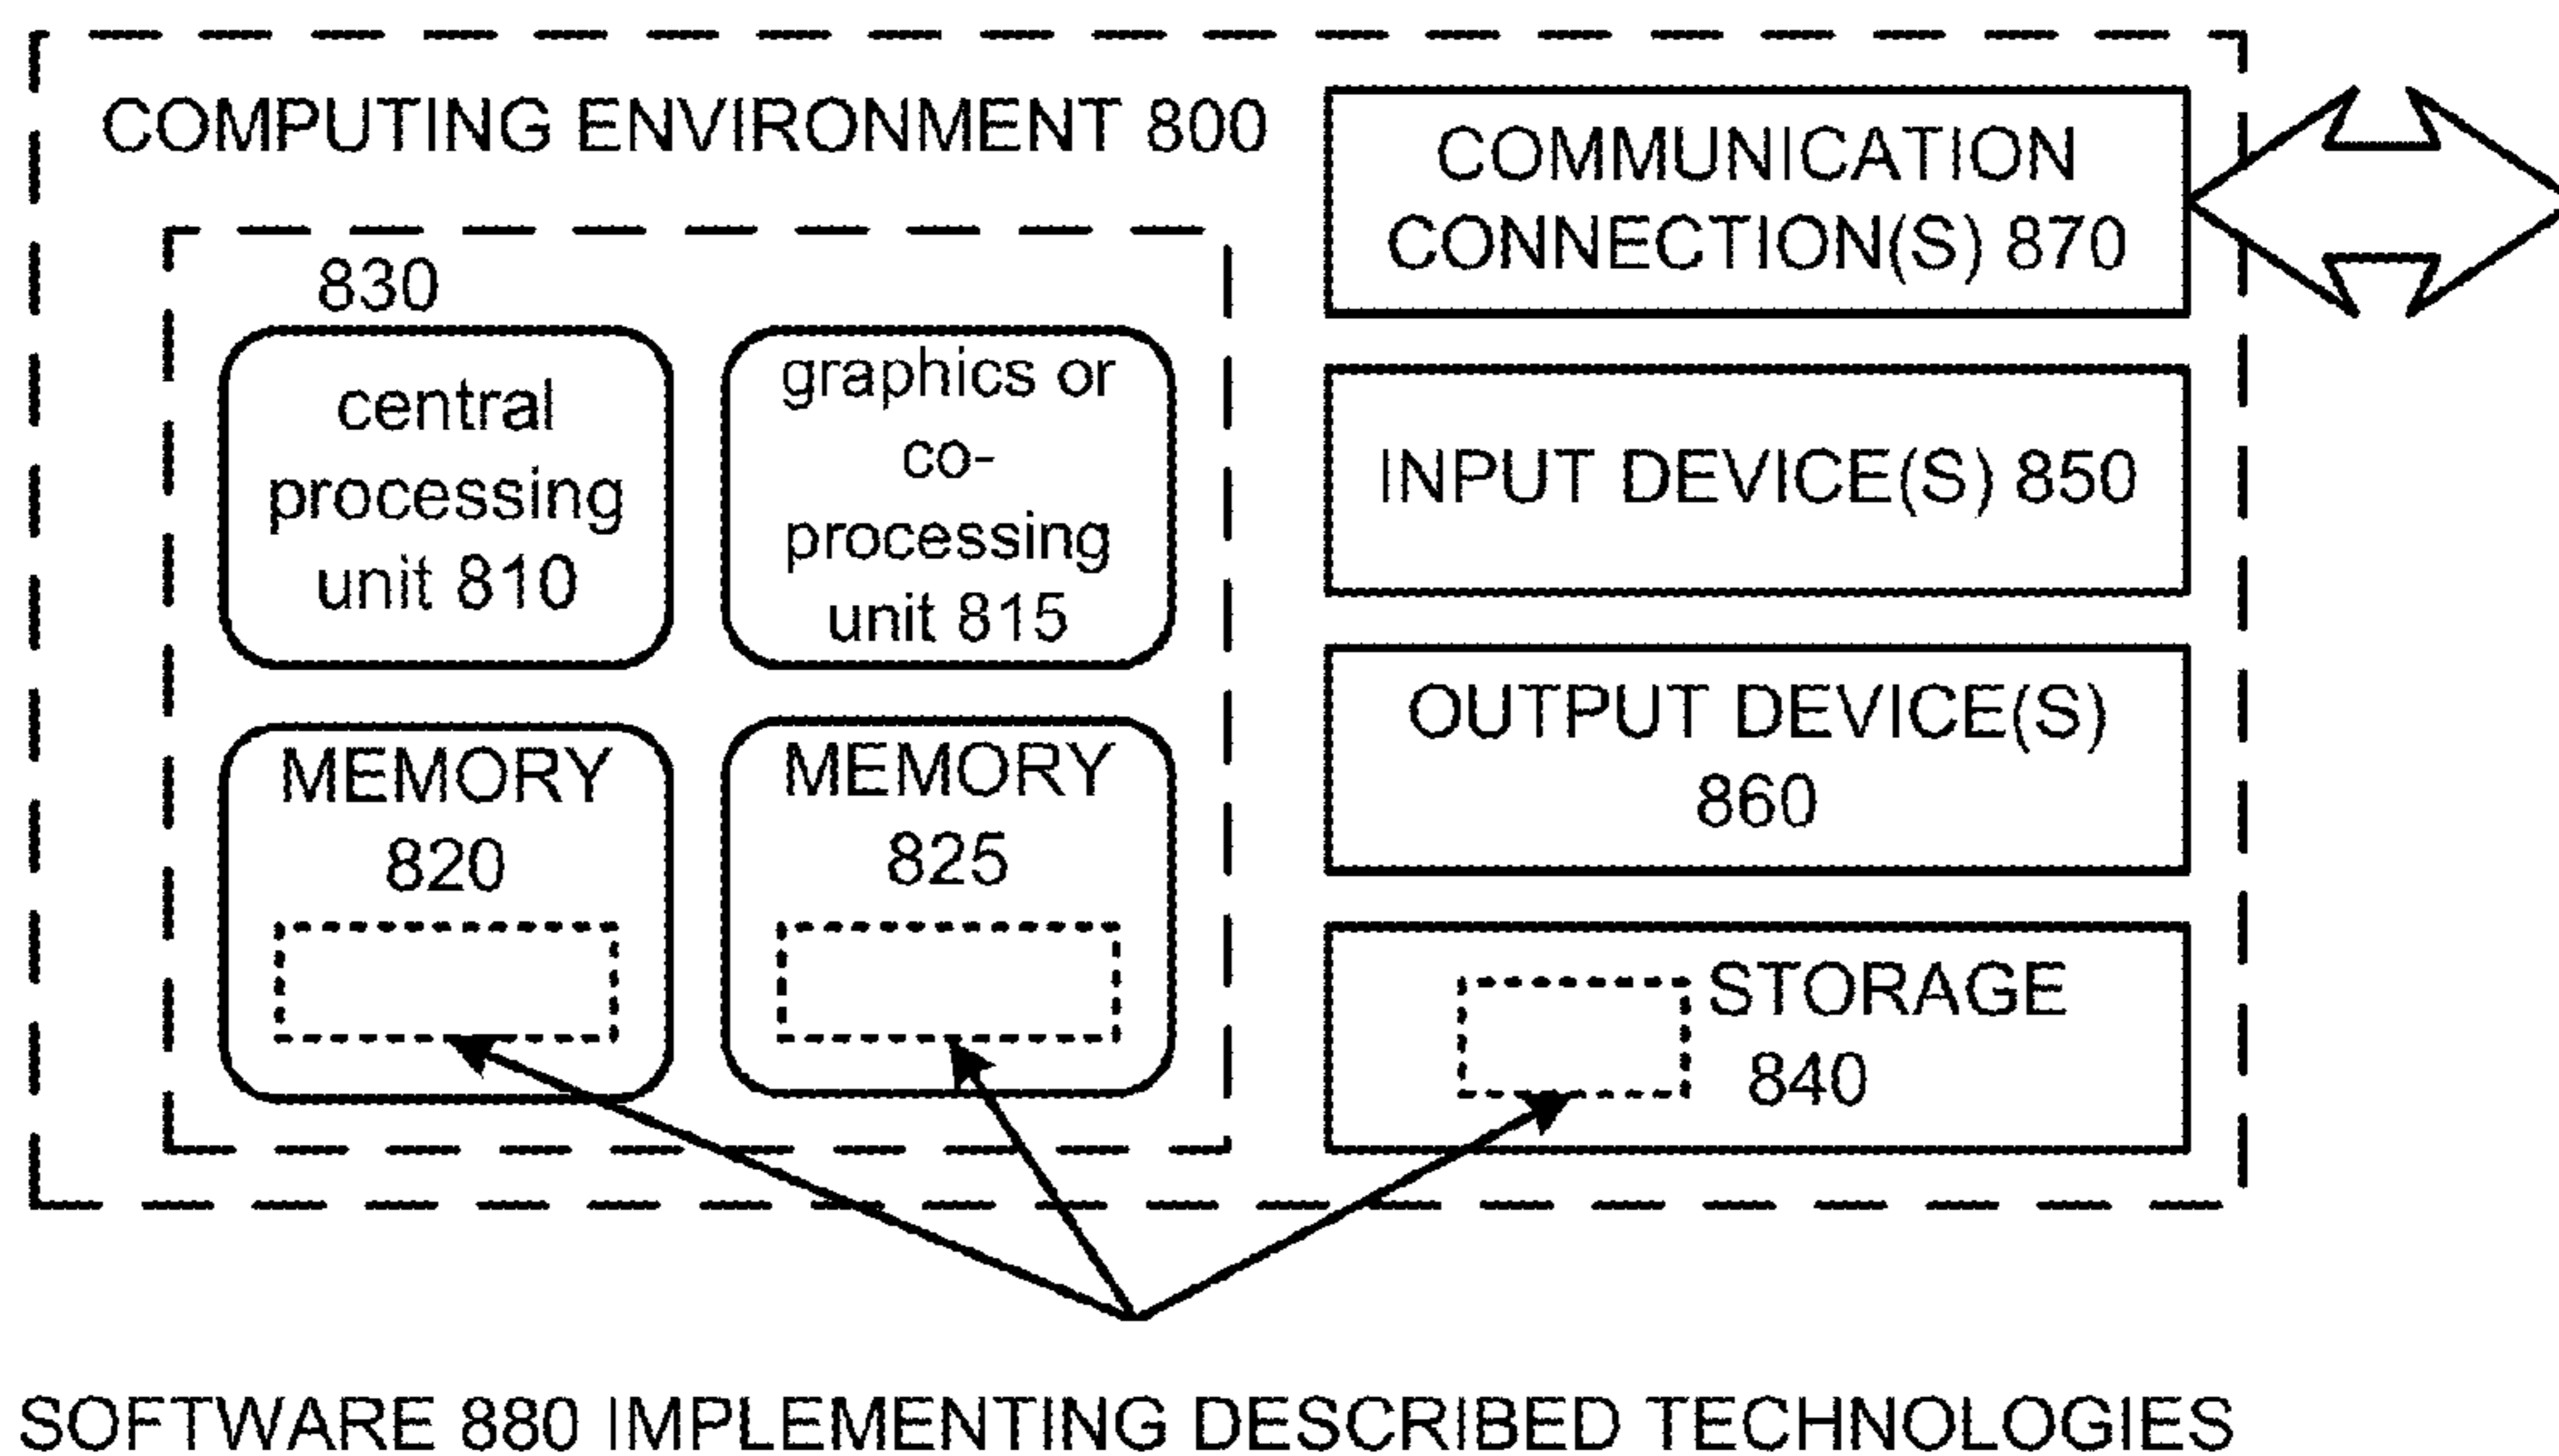 COMPUTING ENVIRONMENT 800
830
central
processing
unit 810
graphics or
co-
processing
unit 815
MEMORY
820
MEMORY
825
COMMUNICATION
CONNECTION(S) 870
INPUT DEVICE(S) 850
OUTPUT DEVICE(S)
860
STORAGE
840
SOFTWARE 880 IMPLEMENTING DESCRIBED TECHNOLOGIES